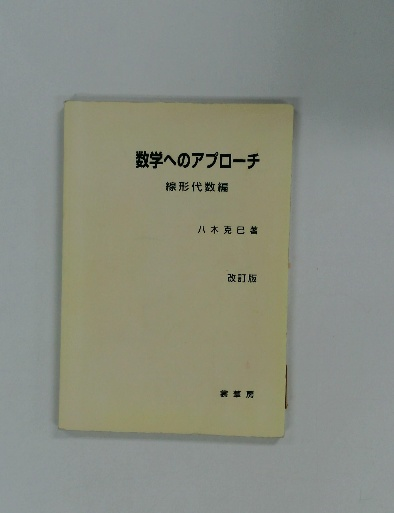 数学へのアプローチ
線形代数編
八木克巳著
改訂版
裳華房